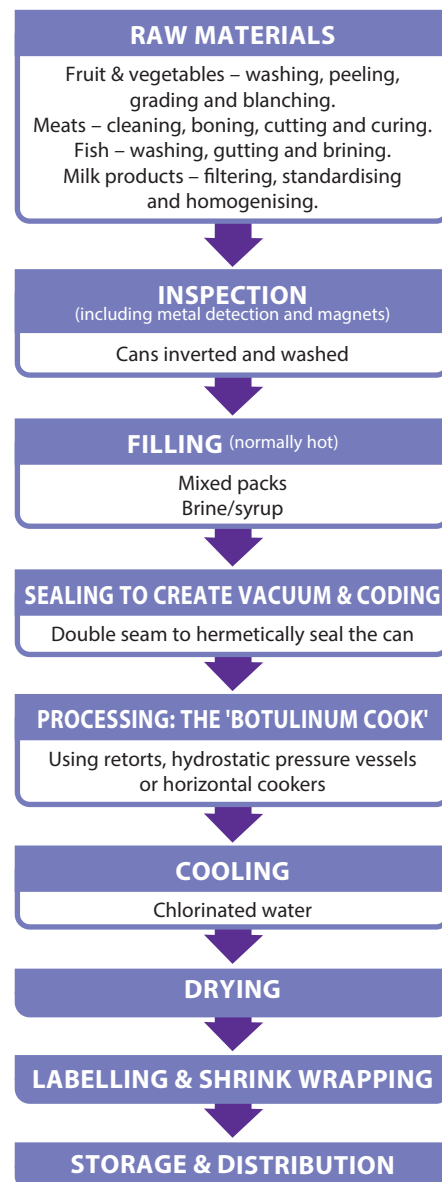 RAW MATERIALS
Fruit & vegetables – washing, peeling,
grading and blanching.
Meats – cleaning, boning, cutting and curing.
Fish – washing, gutting and brining.
Milk products – filtering, standardising
and homogenising.
INSPECTION
(including metal detection and magnets)
Cans inverted and washed
FILLING (normally hot)
Mixed packs
Brine/syrup
SEALING TO CREATE VACUUM & CODING
Double seam to hermetically seal the can
PROCESSING: THE 'BOTULINUM COOK'
Using retorts, hydrostatic pressure vessels
or horizontal cookers
COOLING
Chlorinated water
DRYING
LABELLING & SHRINK WRAPPING
STORAGE & DISTRIBUTION